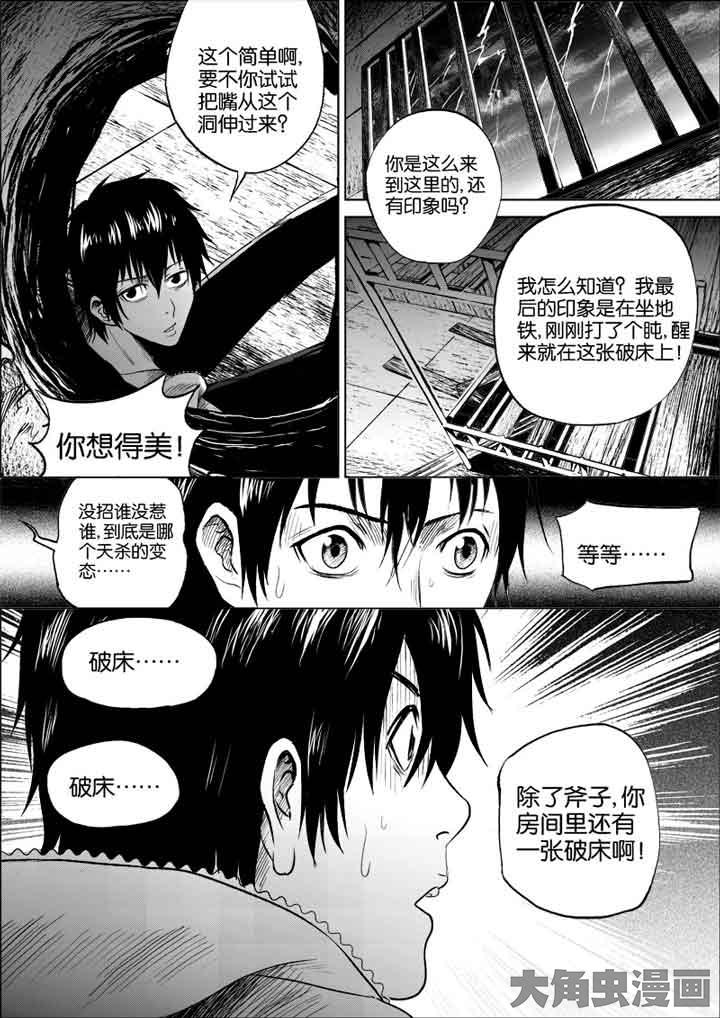 这个简单啊,
要不你试试
把嘴从这个
洞伸过来?
你想得美!
你是这么来
到这里的,还
有印象吗?
我怎么知道?我最
后的印象是在坐地
铁,刚刚打了个盹,醒
来就在这张破床上!
没招谁没惹
谁,到底是哪
个天杀的变
态……
等等……
破床……
破床……
除了斧子,你
房间里还有
一张破床啊!
大角虫漫画